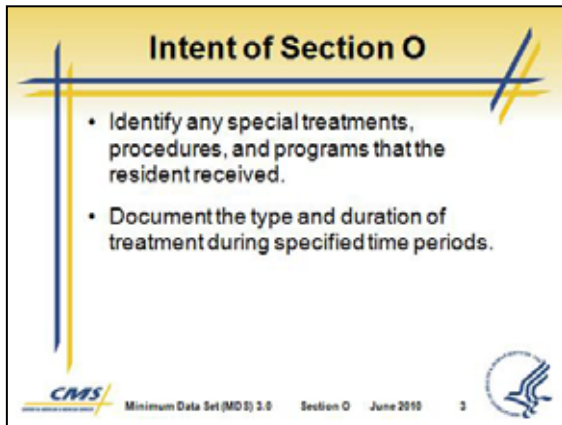 Intent of Section O
• Identify any special treatments,
procedures, and programs that the
resident received.
• Document the type and duration of
treatment during specified time periods.
CMS Minimum Data Set (MDS) 3.0 Section O June 2010 3